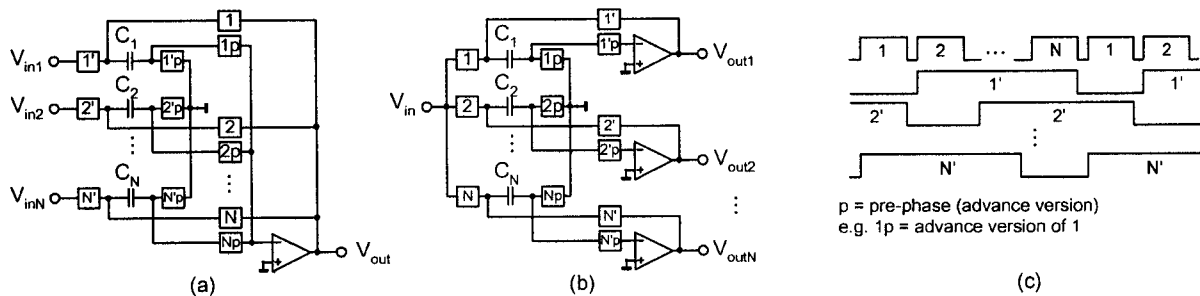 1
C1
1p
Vin1
1'
1'p
C2
Vin2
2'
2'p
2
2p
CN
VinN
N'
N'p
N
Np
Vout
(a)
1'
C1
1'p
1
1p
Vout1
C2
Vin
2
2p
2'
2'p
Vout2
CN
N
Np
N'
N'p
VoutN
(b)
1 2 ... N 1 2
1' 1'
2' 2'
N' N'
p = pre-phase (advance version)
e.g. 1p = advance version of 1
(c)